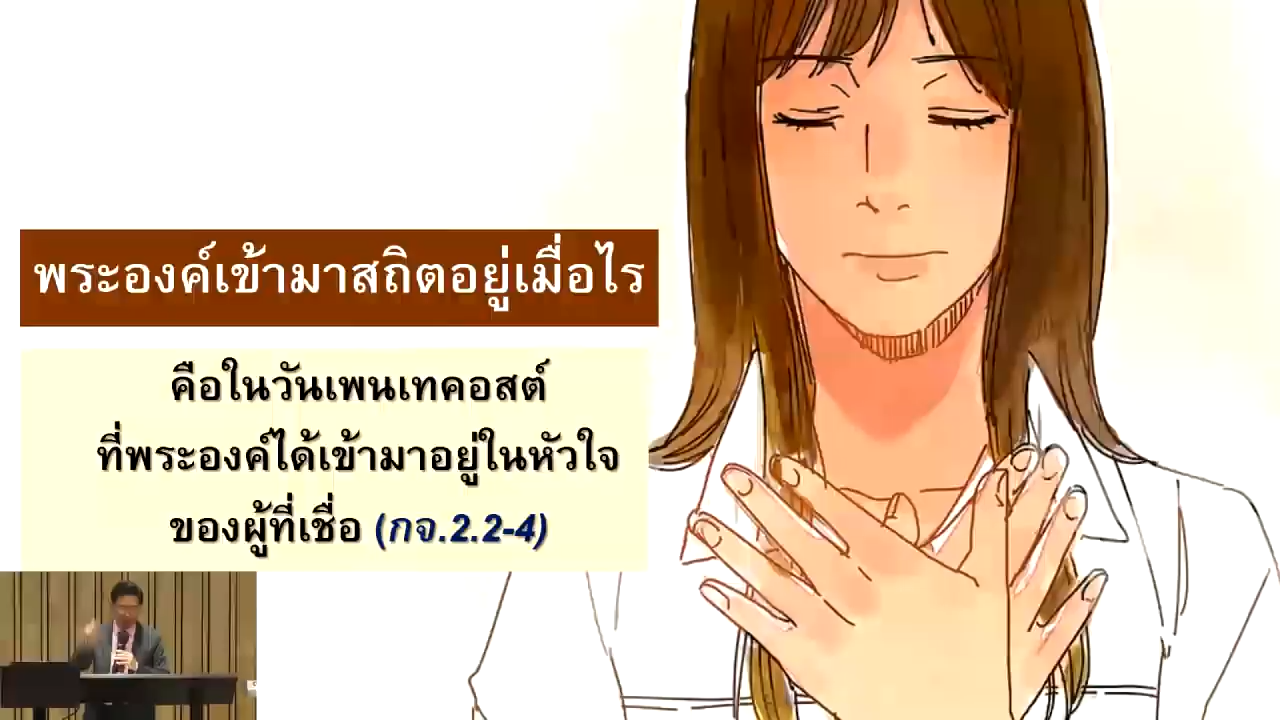 พระองค์เข้ามาสถิตอยู่เมื่อไร
คือในวันเพนเทคอสต์
ที่พระองค์ได้เข้ามาอยู่ในหัวใจ
ของผู้ที่เชื่อ (กจ.2.2-4)